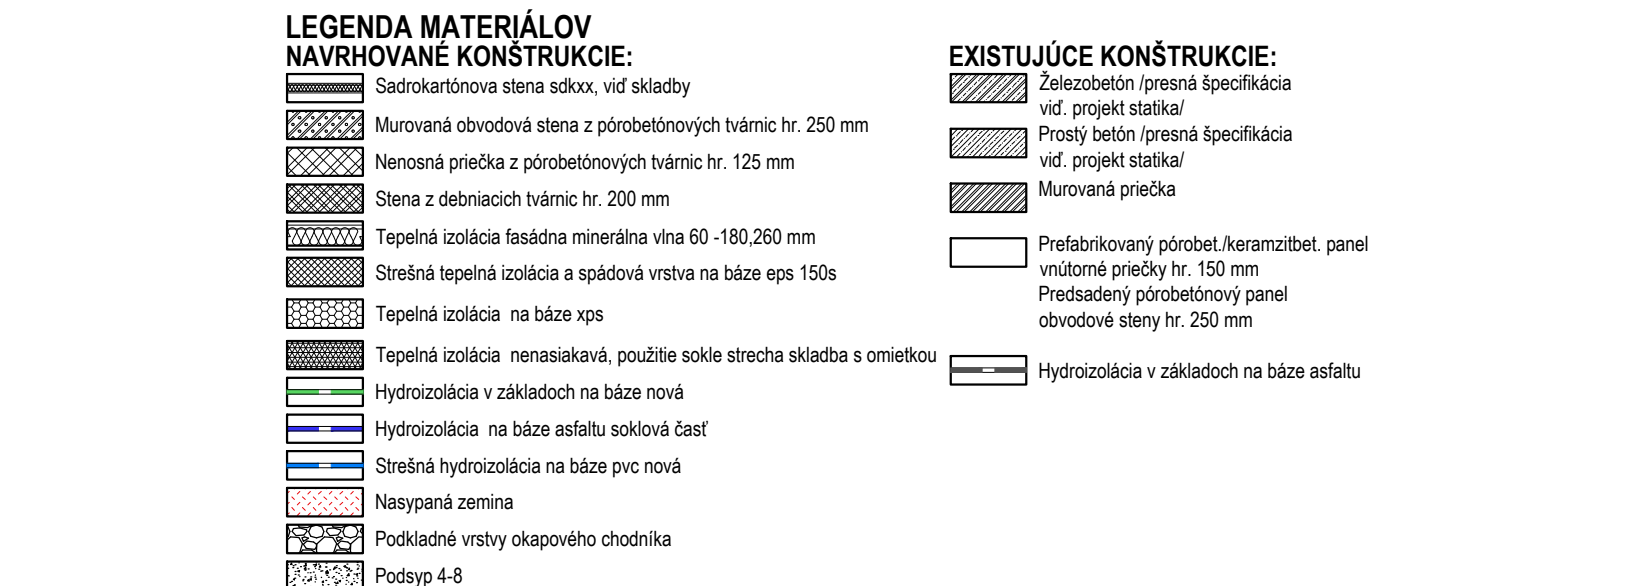 LEGENDA MATERIÁLOV
NAVRHOVANÉ KONŠTRUKCIE:
Sadrokartónova stena sdkxx, viď skladby
Murovaná obvodová stena z pórobetónových tvárnic hr. 250 mm
Nenosná priečka z pórobetónových tvárnic hr. 125 mm
Stena z debniacich tvárnic hr. 200 mm
Tepelná izolácia fasádna minerálna vlna 60 -180,260 mm
Strešná tepelná izolácia a spádová vrstva na báze eps 150s
Tepelná izolácia  na báze xps
Tepelná izolácia  nenasiakavá, použitie sokle strecha skladba s omietkou
Hydroizolácia v základoch na báze nová
Hydroizolácia  na báze asfaltu soklová časť
Strešná hydroizolácia na báze pvc nová
Nasypaná zemina
Podkladné vrstvy okapového chodníka
Podsyp 4-8
EXISTUJÚCE KONŠTRUKCIE:
Železobetón /presná špecifikácia
viď. projekt statika/
Prostý betón /presná špecifikácia
viď. projekt statika/
Murovaná priečka
Prefabrikovaný pórobet./keramzitbet. panel
vnútorné priečky hr. 150 mm
Predsadený pórobetónový panel
obvodové steny hr. 250 mm
Hydroizolácia v základoch na báze asfaltu